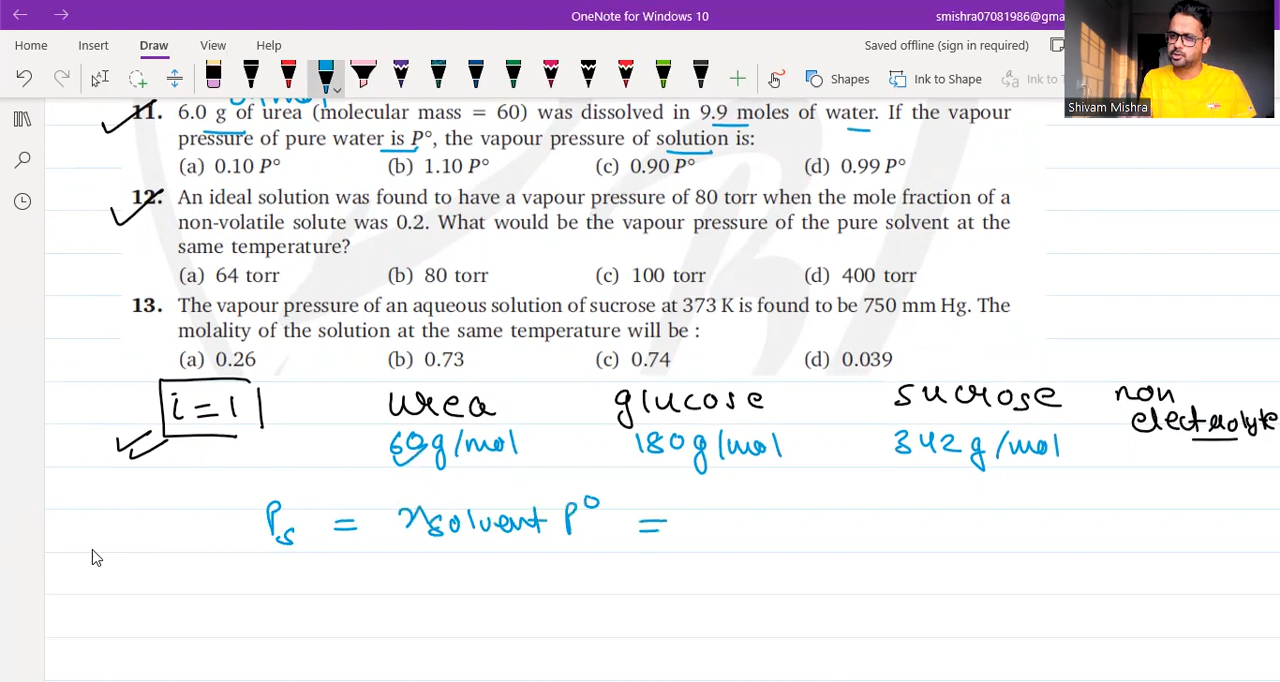 OneNote for Windows 10
smishra07081986@gma
Home Insert Draw View Help
Saved offline (sign in required)
Shapes Ink to Shape Ink to
Shivam Mishra
11. 6.0 g of urea (molecular mass = 60) was dissolved in 9.9 moles of water. If the vapour
pressure of pure water is P°, the vapour pressure of solution is:
(a) 0.10 P° (b) 1.10 P° (c) 0.90 P° (d) 0.99 P°
12. An ideal solution was found to have a vapour pressure of 80 torr when the mole fraction of a
non-volatile solute was 0.2. What would be the vapour pressure of the pure solvent at the
same temperature?
(a) 64 torr (b) 80 torr (c) 100 torr (d) 400 torr
13. The vapour pressure of an aqueous solution of sucrose at 373 K is found to be 750 mm Hg. The
molality of the solution at the same temperature will be :
(a) 0.26 (b) 0.73 (c) 0.74 (d) 0.039
i = 1 urea glucose sucrose non
electrolyte
60g/mol 180g/mol 342g/mol
Ps = xsolvent P° =